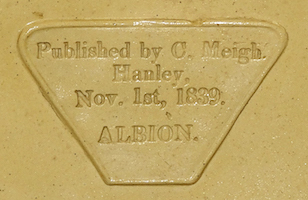 Published by C. Meigh.
Hanley,
Nov. 1st, 1839.
ALBION.